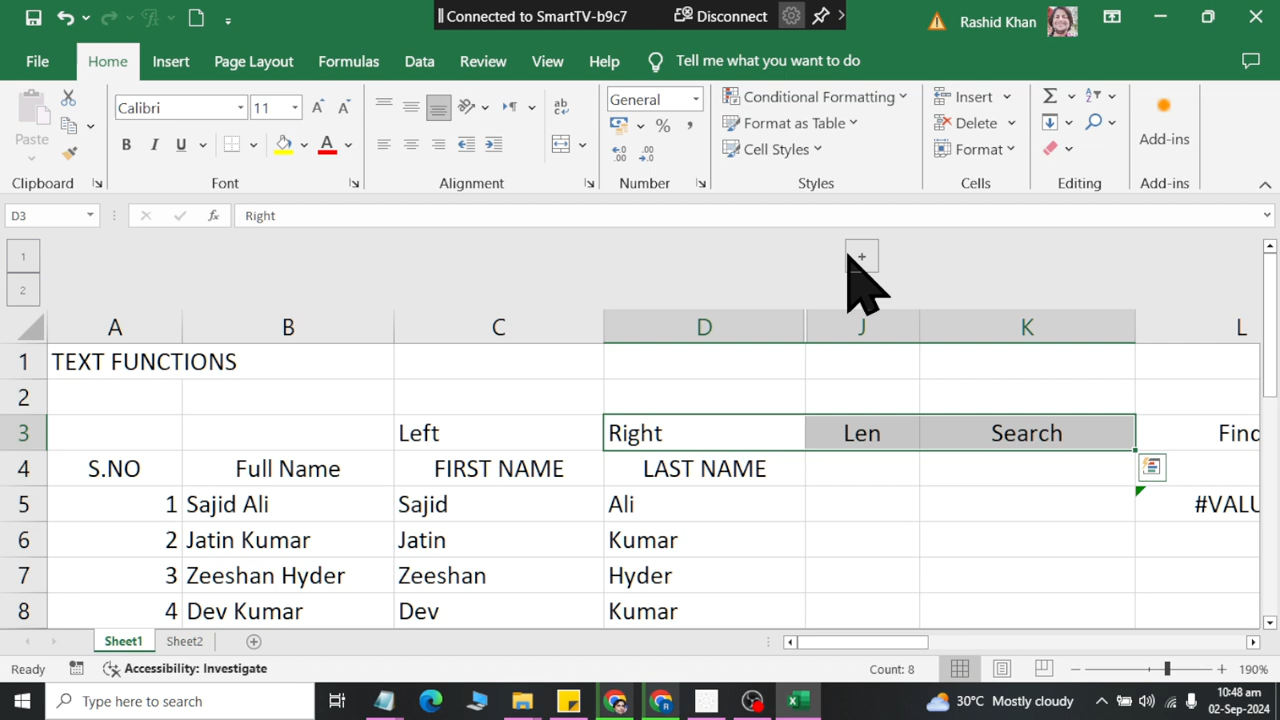 Connected to SmartTV-b9c7 Disconnect
Rashid Khan
File Home Insert Page Layout Formulas Data Review View Help Tell me what you want to do
Paste
Calibri 11
B I U A
ab
General
% ,
Conditional Formatting
Format as Table
Cell Styles
Insert
Delete
Format
Add-ins
Clipboard Font Alignment Number Styles Cells Editing Add-ins
D3 fx Right
1 +
2
A B C D J K L
1 TEXT FUNCTIONS
2
3 Left Right Len Search Find
4 S.NO Full Name FIRST NAME LAST NAME
5 1 Sajid Ali Sajid Ali #VALU
6 2 Jatin Kumar Jatin Kumar
7 3 Zeeshan Hyder Zeeshan Hyder
8 4 Dev Kumar Dev Kumar
Sheet1 Sheet2
Ready Accessibility: Investigate Count: 8 190%
Type here to search
30°C Mostly cloudy
10:48 am
02-Sep-2024